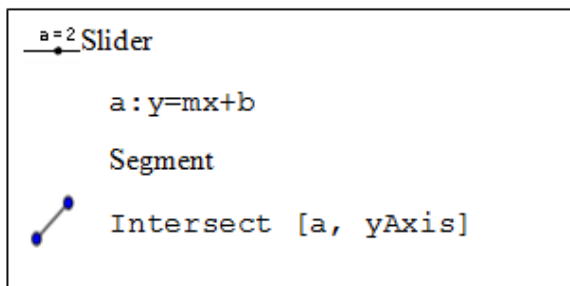 a=2 Slider
a:y=mx+b
Segment
Intersect [a, yAxis]